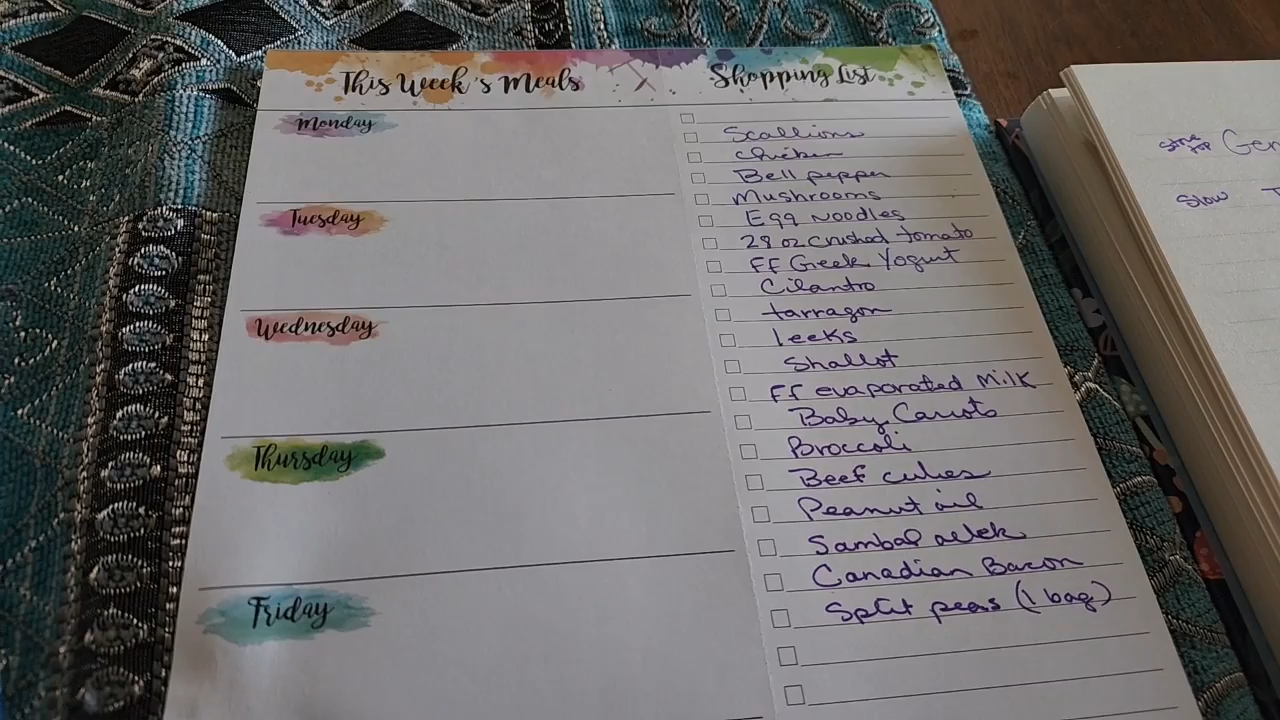 This Week's Meals
Shopping List
Monday
Tuesday
Wednesday
Thursday
Friday
Scallions
Chicken
Bell pepper
Mushrooms
Egg Noodles
28 oz crushed tomato
FF Greek Yogurt
Cilantro
tarragon
leeks
Shallot
FF evaporated Milk
Baby Carrots
Broccoli
Beef cubes
Peanut oil
Sambal oelek
Canadian Bacon
Split peas (1 bag)
Slow